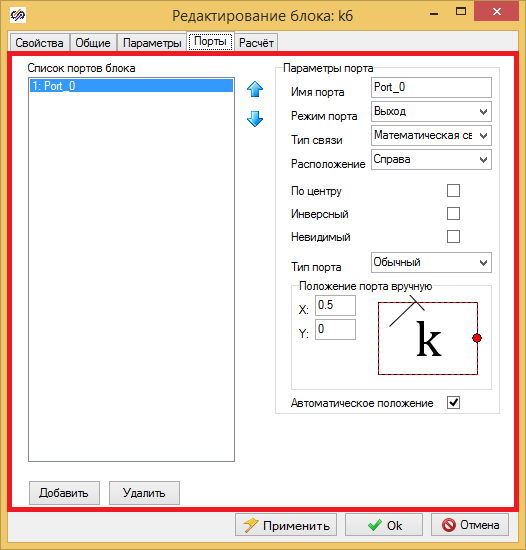 Редактирование блока: k6
Свойства Общие Параметры Порты Расчёт
Список портов блока
1: Port_0
Добавить Удалить
Параметры порта
Имя порта Port_0
Режим порта Выход
Тип связи Математическая св
Расположение Справа
По центру
Инверсный
Невидимый
Тип порта Обычный
Положение порта вручную
X: 0.5
Y: 0
k
Автоматическое положение
Применить Ok Отмена